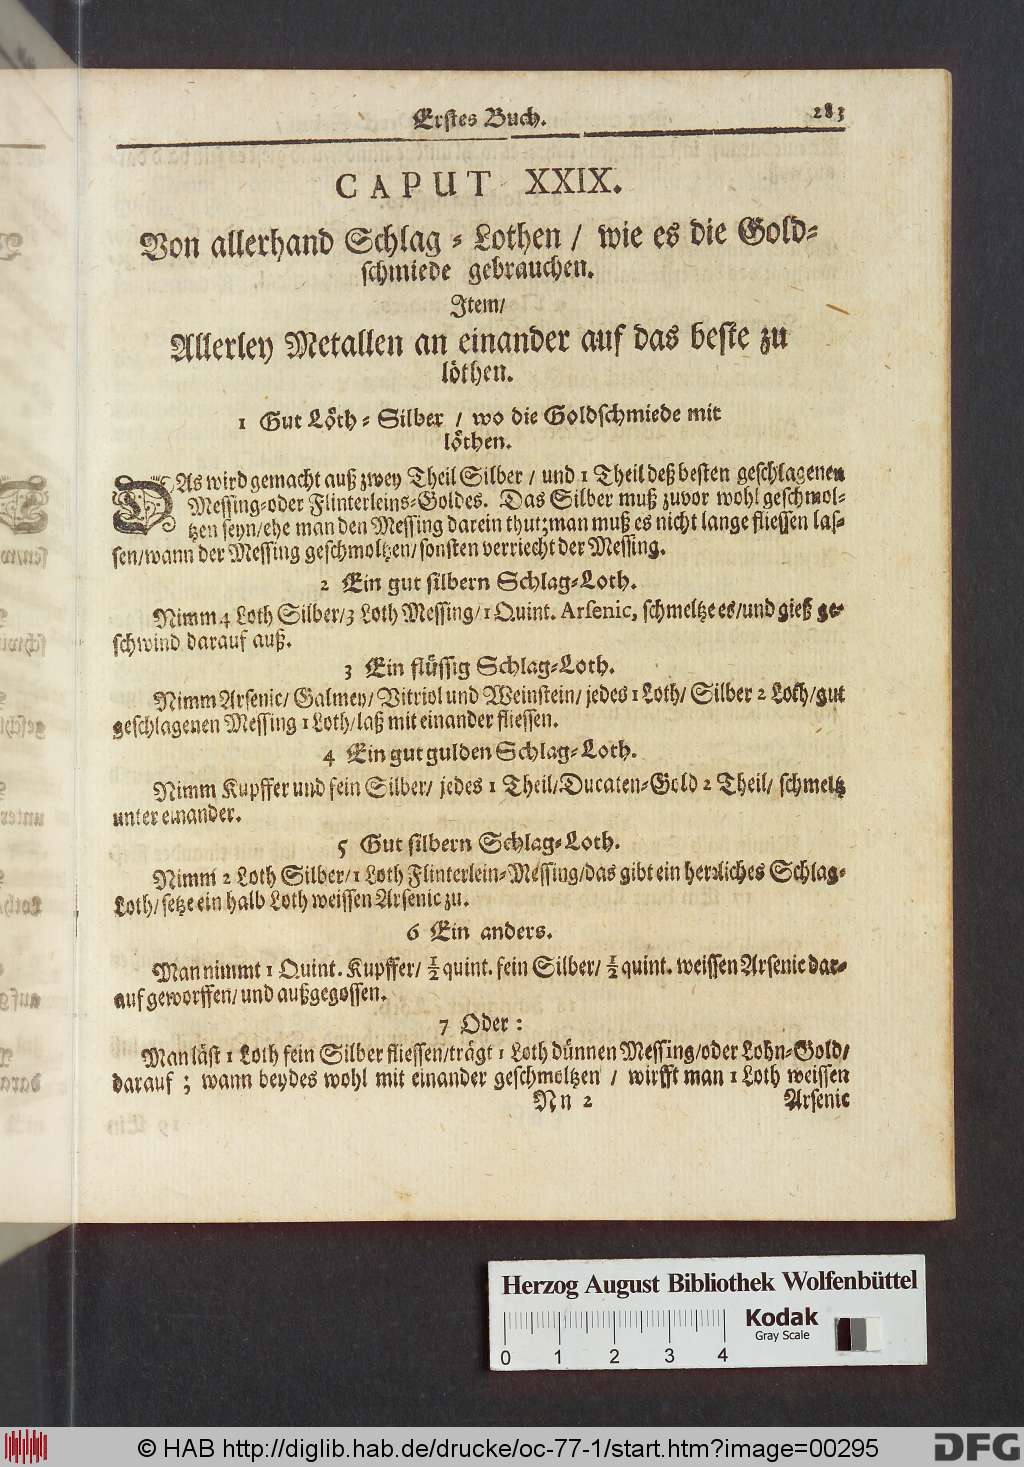 Erstes Buch. 283
CAPUT XXIX.
Von allerhand Schlag-Lothen / wie es die Gold-
schmiede gebrauchen.
Item/
Allerley Metallen an einander auf das beste zu
löthen.
1 Gut Löth-Silber / wo die Goldschmiede mit
löthen.
DAs wird gemacht auß zwey Theil Silber / und 1 Theil deß besten geschlagenen
Messing-oder Flinterleins-Goldes. Das Silber muß zuvor wohl geschmol-
tzen seyn/ehe man den Messing darein thut; man muß es nicht lange fliessen las-
sen/wann der Messing geschmoltzen/sonsten verriecht der Messing.
2 Ein gut silbern Schlag-Loth.
Nimm 4 Loth Silber/3 Loth Messing/1 Quint. Arsenic, schmeltze es/und gieß ge-
schwind darauf auß.
3 Ein flüssig Schlag-Loth.
Nimm Arsenic/ Galmey/ Vitriol und Weinstein/ jedes 1 Loth/ Silber 2 Loth/gut
geschlagenen Messing 1 Loth/laß mit einander fliessen.
4 Ein gut gulden Schlag-Loth.
Nimm Kupffer und fein Silber/ jedes 1 Theil/Ducaten-Gold 2 Theil/ schmeltz
unter einander.
5 Gut silbern Schlag-Loth.
Nimm 2 Loth Silber/1 Loth Flinterlein-Messing/das gibt ein herrliches Schlag-
Loth/setze ein halb Loth weissen Arsenic zu.
6 Ein anders.
Man nimmt 1 Quint. Kupffer/ 1/2 quint. fein Silber/ 1/2 quint. weissen Arsenic dar-
auf geworffen/und außgegossen.
7 Oder:
Man läst 1 Loth fein Silber fliessen/trägt 1 Loth dünnen Messing/oder Lohn-Gold/
darauf; wann beydes wohl mit einander geschmoltzen / wirfft man 1 Loth weissen
Nn 2 Arsenic
Herzog August Bibliothek Wolfenbüttel
Kodak
Gray Scale
0 1 2 3 4
© HAB http://diglib.hab.de/drucke/oc-77-1/start.htm?image=00295
DFG